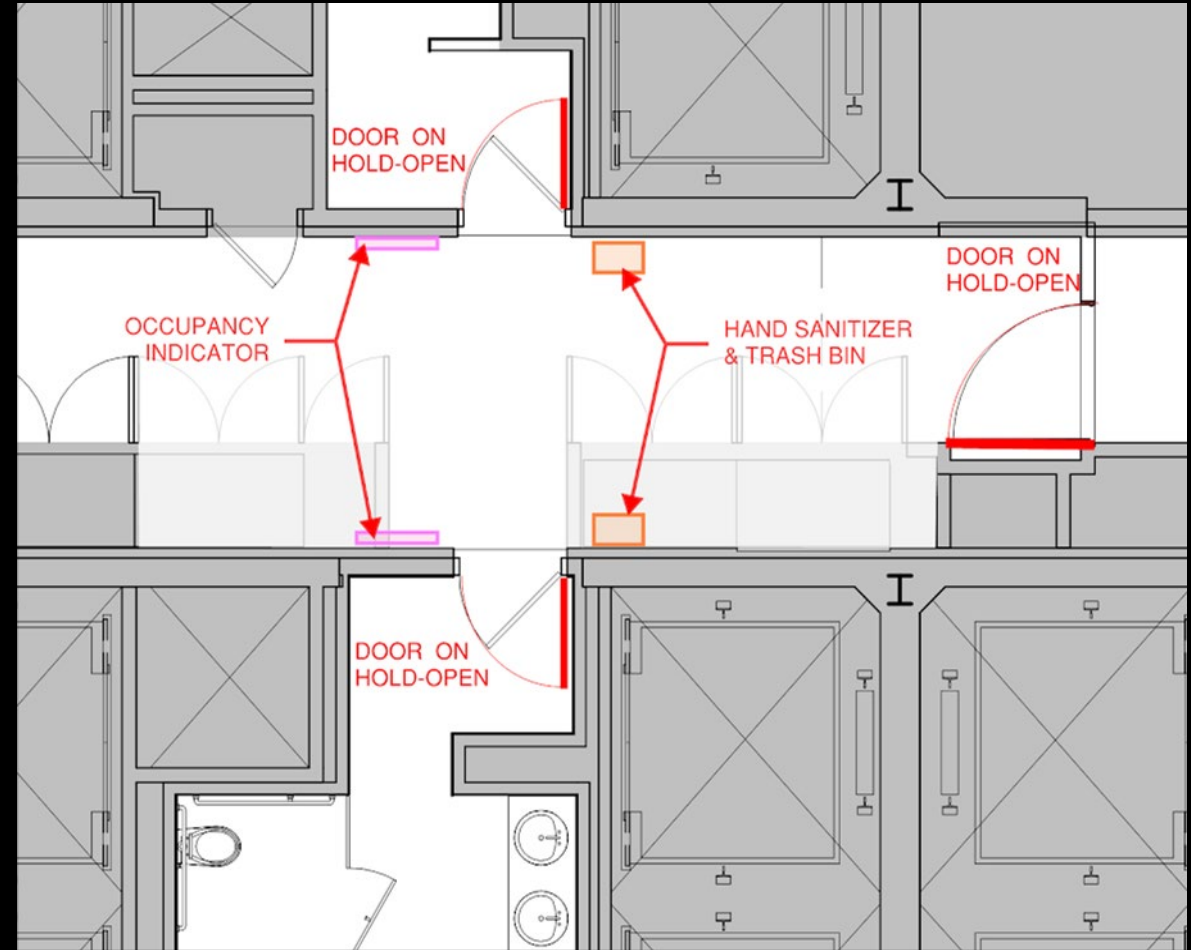 DOOR ON
HOLD-OPEN
DOOR ON
HOLD-OPEN
OCCUPANCY
INDICATOR
HAND SANITIZER
& TRASH BIN
DOOR ON
HOLD-OPEN